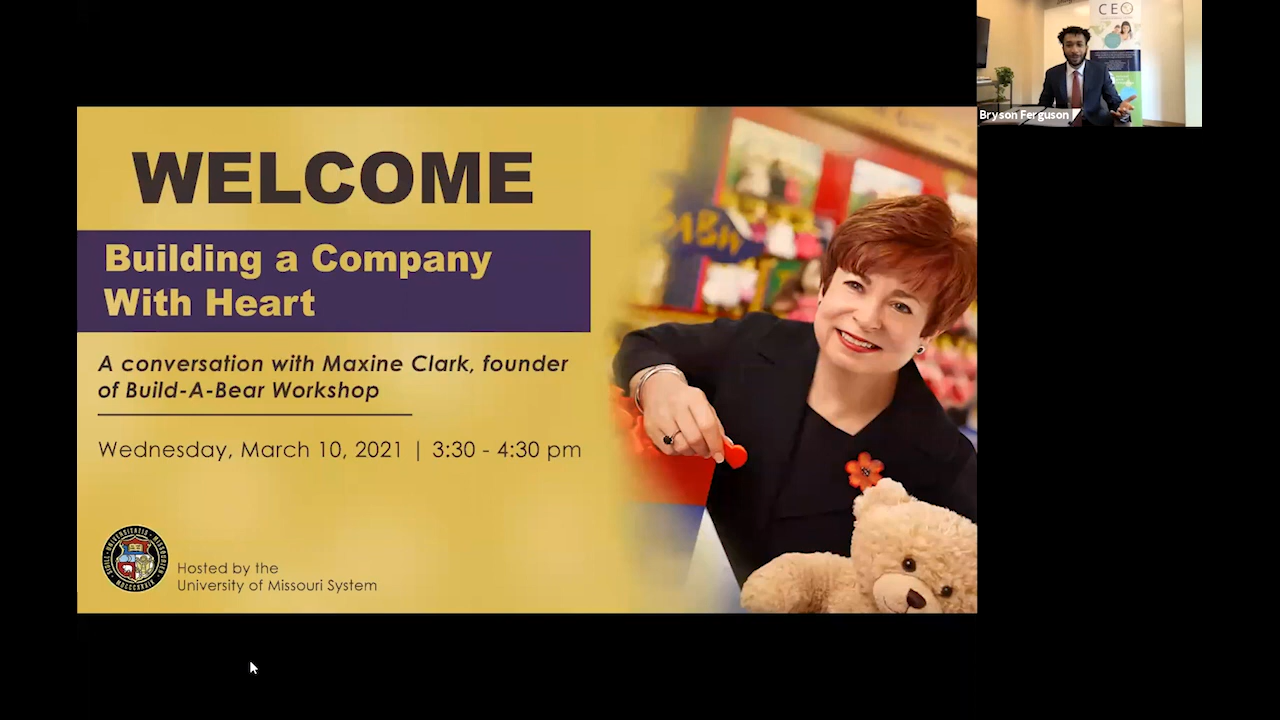 CEO
Bryson Ferguson
WELCOME
Building a Company
With Heart
A conversation with Maxine Clark, founder
of Build-A-Bear Workshop
Wednesday, March 10, 2021 | 3:30 - 4:30 pm
Hosted by the
University of Missouri System